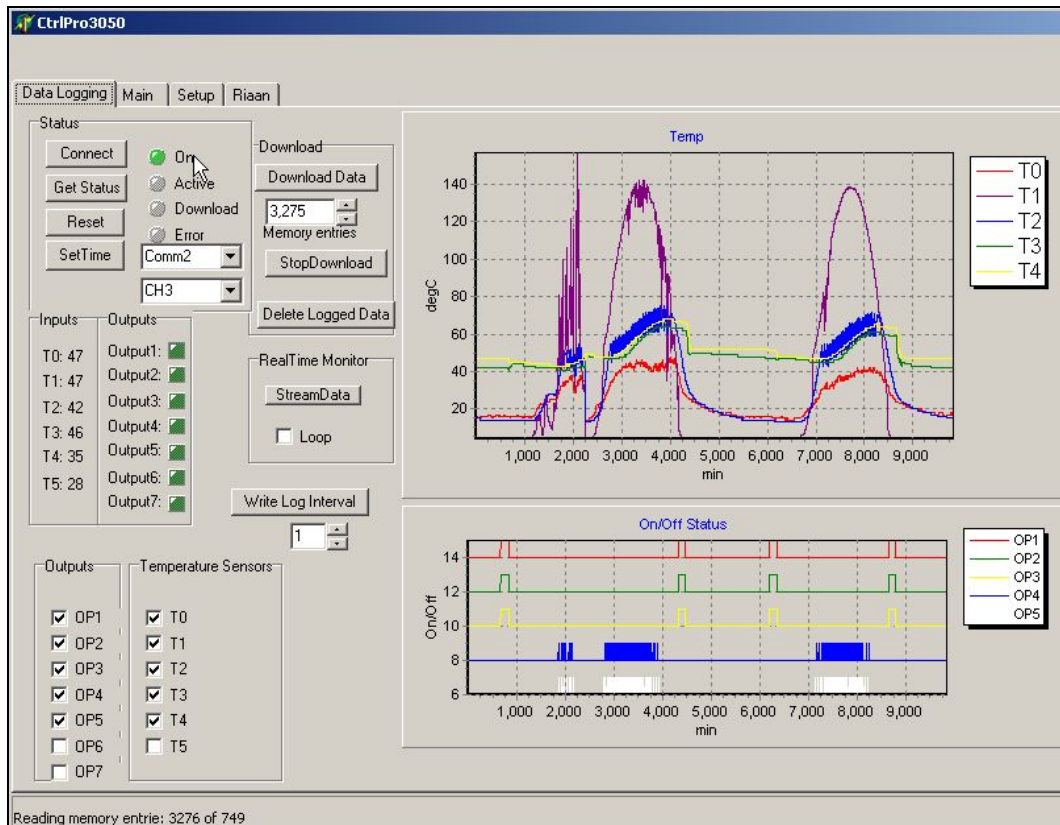 CtrlPro3050
Data Logging Main Setup Riaan
Status
Connect
On
Get Status
Active
Download
Reset
Error
SetTime
Comm2
CH3
Download
Download Data
3,275
Memory entries
StopDownload
Delete Logged Data
Inputs
T0: 47
T1: 47
T2: 42
T3: 46
T4: 35
T5: 28
Outputs
Output1:
Output2:
Output3:
Output4:
Output5:
Output6:
Output7:
RealTime Monitor
StreamData
Loop
Write Log Interval
1
Outputs
OP1
OP2
OP3
OP4
OP5
OP6
OP7
Temperature Sensors
T0
T1
T2
T3
T4
T5
Temp
degC
140
120
100
80
60
40
20
1,000 2,000 3,000 4,000 5,000 6,000 7,000 8,000 9,000
min
T0
T1
T2
T3
T4
On/Off Status
On/Off
14
12
10
8
6
1,000 2,000 3,000 4,000 5,000 6,000 7,000 8,000 9,000
min
OP1
OP2
OP3
OP4
OP5
Reading memory entrie: 3276 of 749